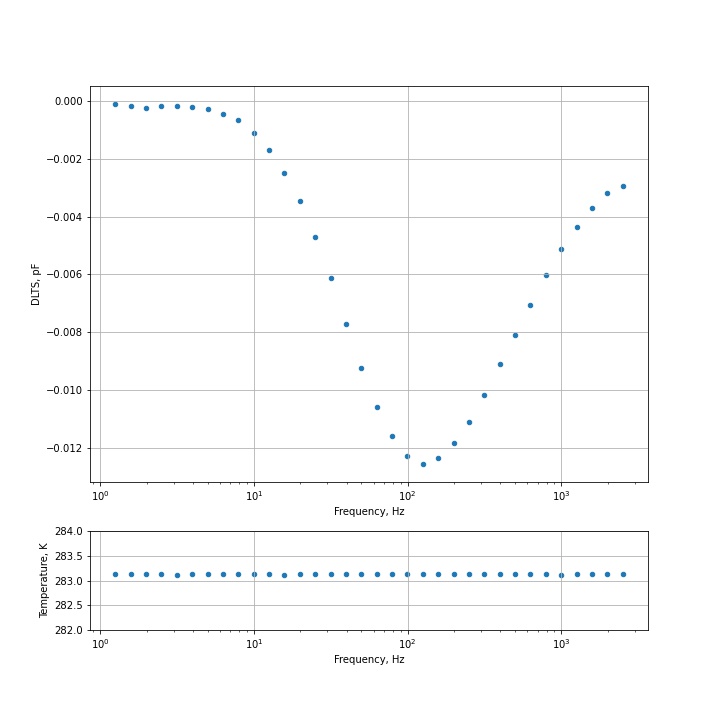 0.000
−0.002
−0.004
−0.006
−0.008
−0.010
−0.012
DLTS, pF
10⁰ 10¹ 10² 10³
Frequency, Hz
284.0
283.5
283.0
282.5
282.0
Temperature, K
10⁰ 10¹ 10² 10³
Frequency, Hz